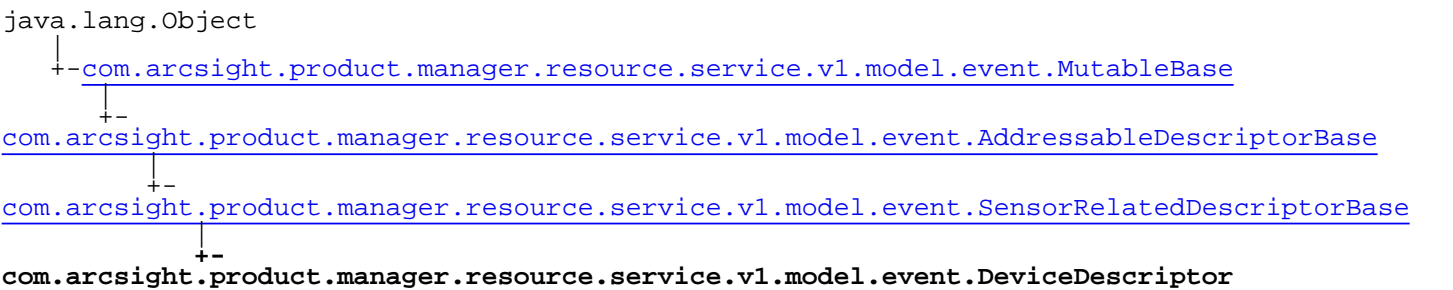 java.lang.Object
|
+-com.arcsight.product.manager.resource.service.v1.model.event.MutableBase
|
+-
com.arcsight.product.manager.resource.service.v1.model.event.AddressableDescriptorBase
|
+-
com.arcsight.product.manager.resource.service.v1.model.event.SensorRelatedDescriptorBase
|
+-
com.arcsight.product.manager.resource.service.v1.model.event.DeviceDescriptor